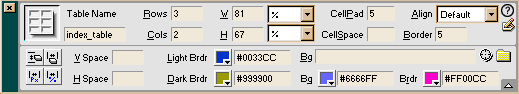 Table Name Rows 3 W 81 % CellPad 5 Align Default
index_table Cols 2 H 67 % CellSpace Border 5
V Space Light Brdr #0033CC Bg
H Space Dark Brdr #999900 Bg #6666FF Brdr #FF00CC